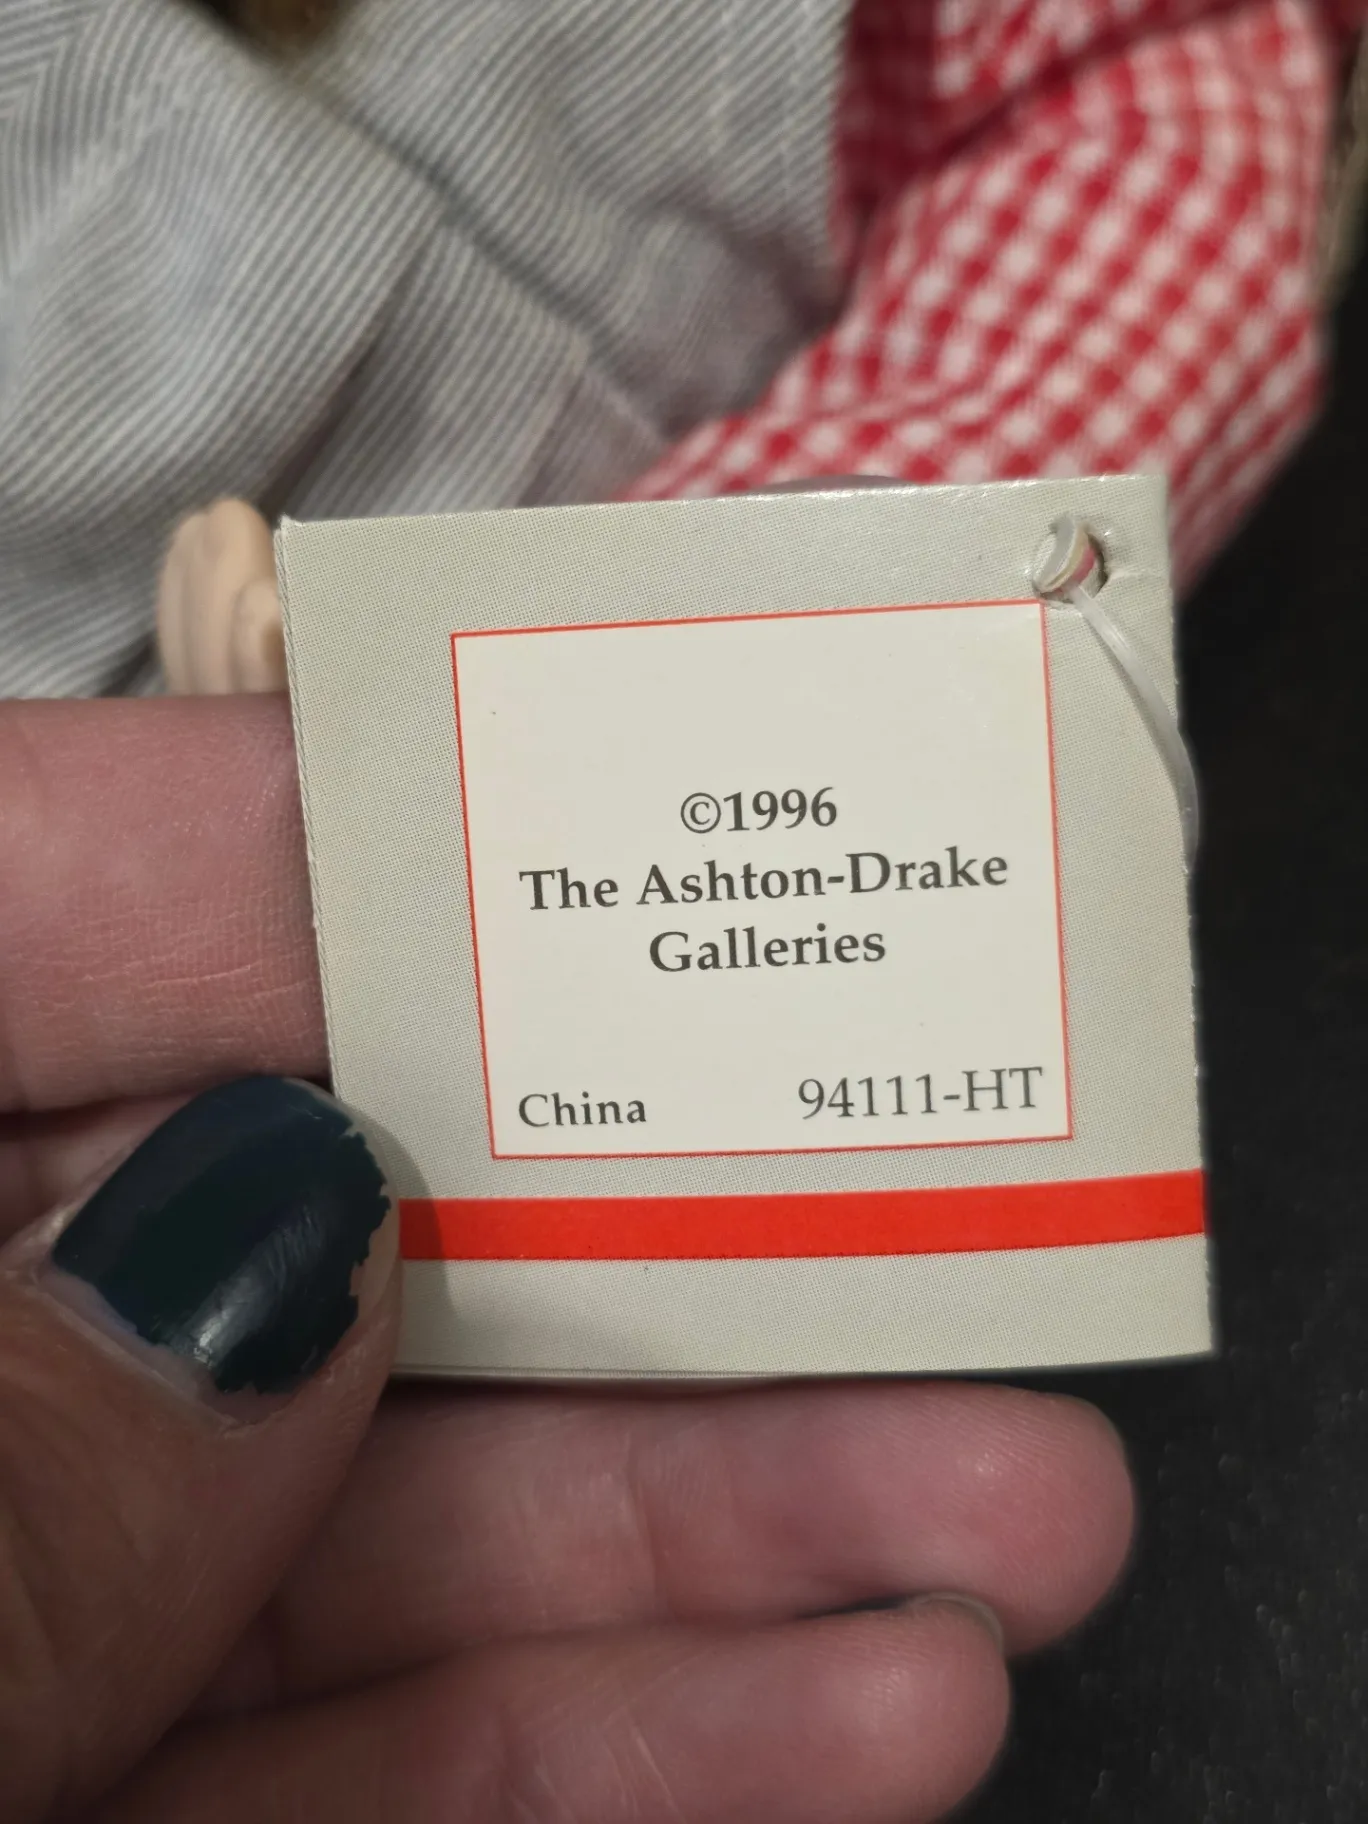 ©1996
The Ashton-Drake
Galleries
China 94111-HT